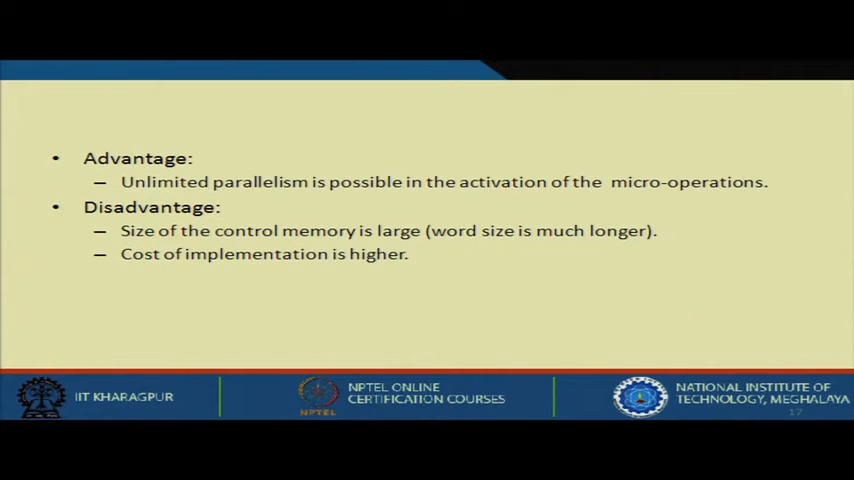 • Advantage:
– Unlimited parallelism is possible in the activation of the micro-operations.
• Disadvantage:
– Size of the control memory is large (word size is much longer).
– Cost of implementation is higher.
IIT KHARAGPUR
NPTEL
NPTEL ONLINE
CERTIFICATION COURSES
NATIONAL INSTITUTE OF
TECHNOLOGY, MEGHALAYA
17